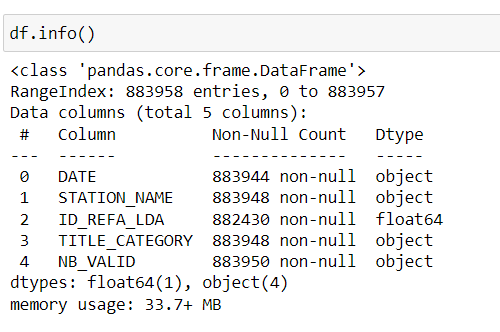 df.info()
<class 'pandas.core.frame.DataFrame'>
RangeIndex: 883958 entries, 0 to 883957
Data columns (total 5 columns):
 #   Column          Non-Null Count   Dtype
---  ------          --------------   -----
 0   DATE            883944 non-null  object
 1   STATION_NAME    883948 non-null  object
 2   ID_REFA_LDA     882430 non-null  float64
 3   TITLE_CATEGORY  883948 non-null  object
 4   NB_VALID        883950 non-null  object
dtypes: float64(1), object(4)
memory usage: 33.7+ MB